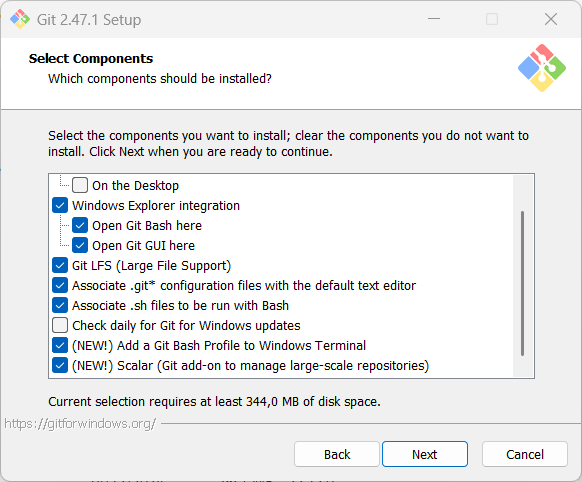 Git 2.47.1 Setup
Select Components
Which components should be installed?
Select the components you want to install; clear the components you do not want to
install. Click Next when you are ready to continue.
On the Desktop
Windows Explorer integration
Open Git Bash here
Open Git GUI here
Git LFS (Large File Support)
Associate .git* configuration files with the default text editor
Associate .sh files to be run with Bash
Check daily for Git for Windows updates
(NEW!) Add a Git Bash Profile to Windows Terminal
(NEW!) Scalar (Git add-on to manage large-scale repositories)
Current selection requires at least 344,0 MB of disk space.
https://gitforwindows.org/
Back Next Cancel